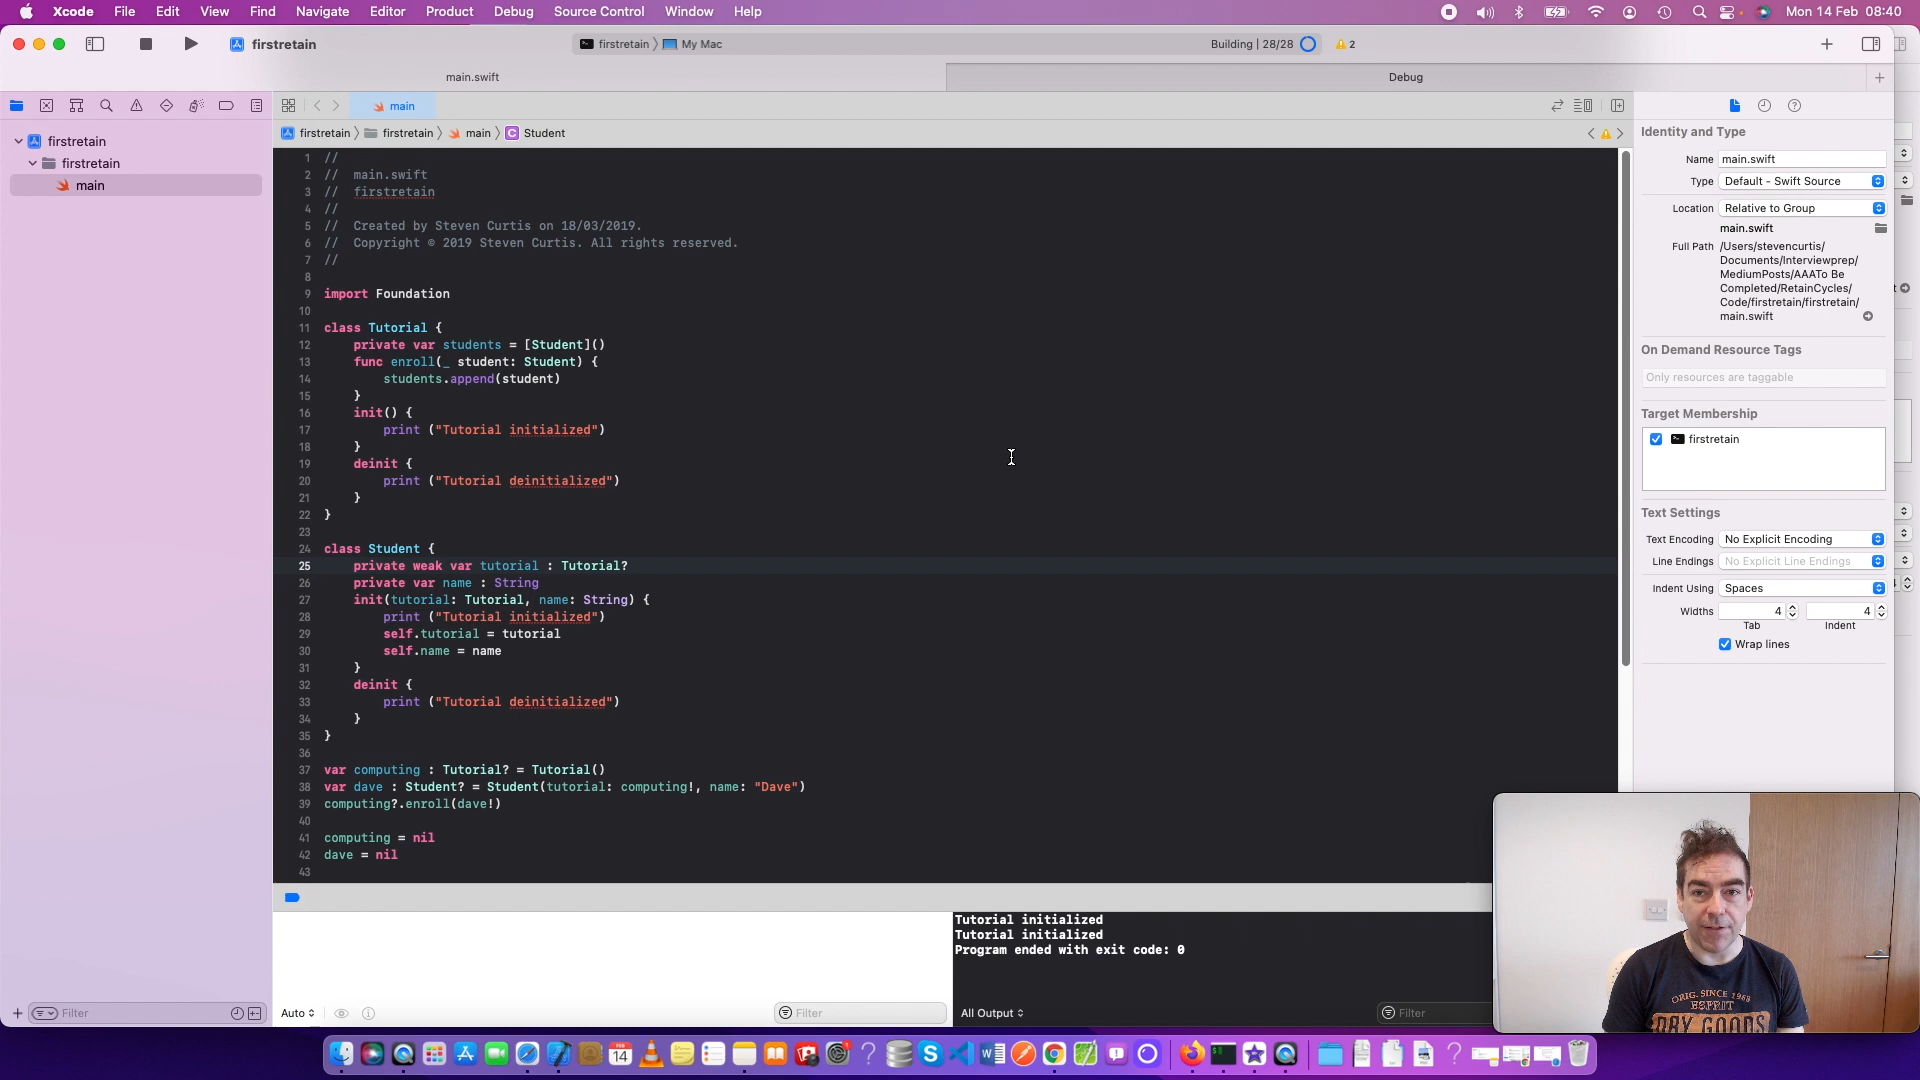 Xcode File Edit View Find Navigate Editor Product Debug Source Control Window Help Mon 14 Feb 08:40
firstretain
firstretain My Mac Building | 28/28 2
main.swift
Debug
main
firstretain firstretain main C Student
firstretain
firstretain
main
1 //
2 // main.swift
3 // firstretain
4 //
5 // Created by Steven Curtis on 18/03/2019.
6 // Copyright © 2019 Steven Curtis. All rights reserved.
7 //
8
9 import Foundation
10
11 class Tutorial {
12 private var students = [Student]()
13 func enroll(_ student: Student) {
14 students.append(student)
15 }
16 init() {
17 print ("Tutorial initialized")
18 }
19 deinit {
20 print ("Tutorial deinitialized")
21 }
22 }
23
24 class Student {
25 private weak var tutorial : Tutorial?
26 private var name : String
27 init(tutorial: Tutorial, name: String) {
28 print ("Tutorial initialized")
29 self.tutorial = tutorial
30 self.name = name
31 }
32 deinit {
33 print ("Tutorial deinitialized")
34 }
35 }
36
37 var computing : Tutorial? = Tutorial()
38 var dave : Student? = Student(tutorial: computing!, name: "Dave")
39 computing?.enroll(dave!)
40
41 computing = nil
42 dave = nil
43
Identity and Type
Name main.swift
Type Default - Swift Source
Location Relative to Group
main.swift
Full Path /Users/stevencurtis/
Documents/Interviewprep/
MediumPosts/AAATo Be
Completed/RetainCycles/
Code/firstretain/firstretain/
main.swift
On Demand Resource Tags
Only resources are taggable
Target Membership
firstretain
Text Settings
Text Encoding No Explicit Encoding
Line Endings No Explicit Line Endings
Indent Using Spaces
Widths 4 4
Tab Indent
Wrap lines
Tutorial initialized
Tutorial initialized
Program ended with exit code: 0
Filter
Auto
Filter
All Output
Filter
ORIG. SINCE 1968
ESPRIT
DRY GOODS
FEB
14